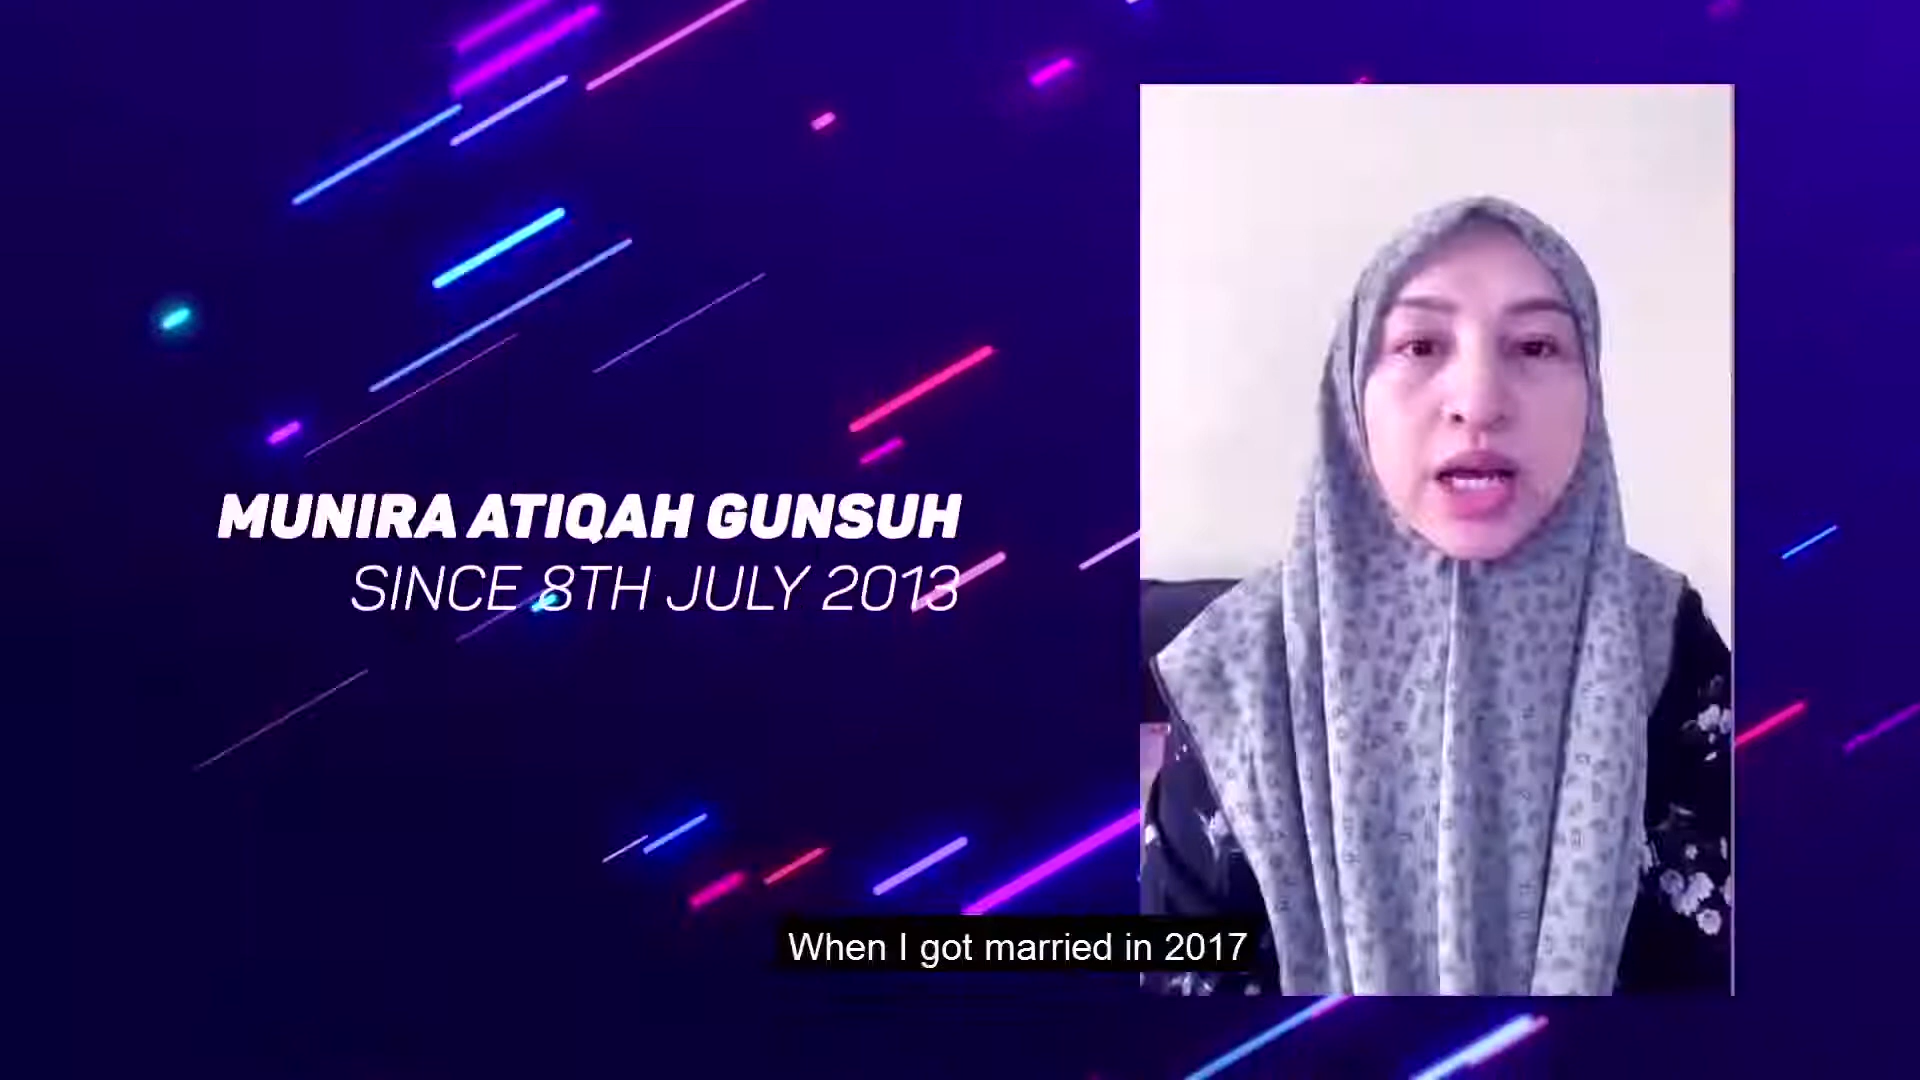 MUNIRA ATIQAH GUNSUH
SINCE 8TH JULY 2013
When I got married in 2017